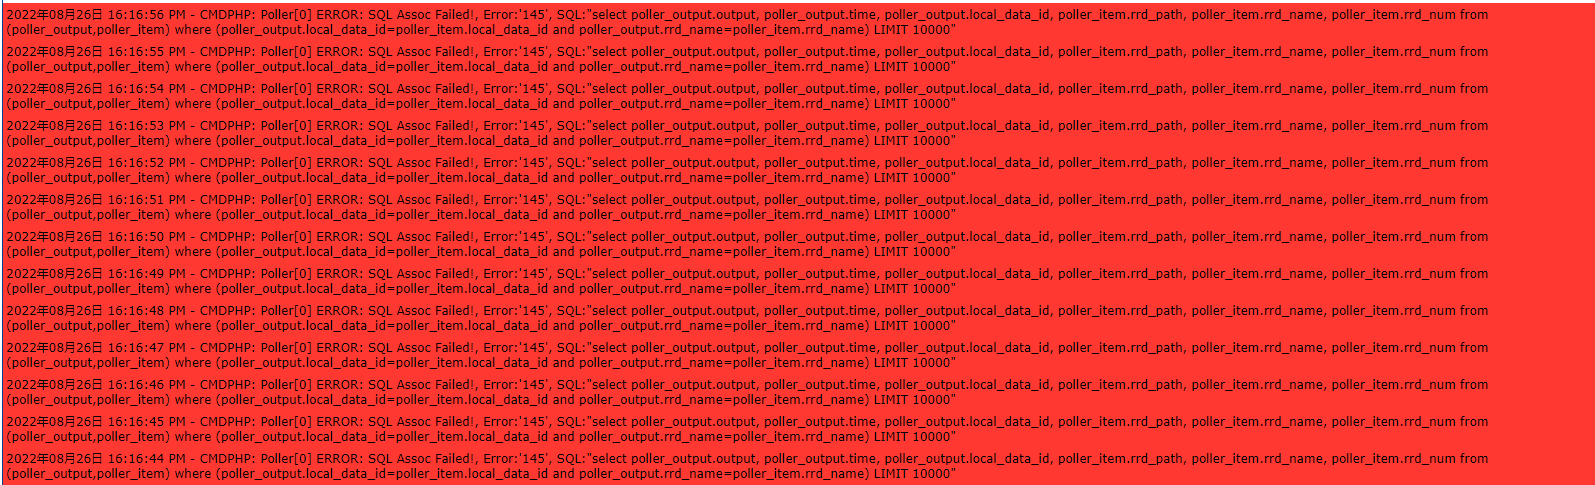 2022年08月26日 16:16:56 PM - CMDPHP: Poller[0] ERROR: SQL Assoc Failed!, Error:'145', SQL:"select poller_output.output, poller_output.time, poller_output.local_data_id, poller_item.rrd_path, poller_item.rrd_name, poller_item.rrd_num from
(poller_output,poller_item) where (poller_output.local_data_id=poller_item.local_data_id and poller_output.rrd_name=poller_item.rrd_name) LIMIT 10000"
2022年08月26日 16:16:55 PM - CMDPHP: Poller[0] ERROR: SQL Assoc Failed!, Error:'145', SQL:"select poller_output.output, poller_output.time, poller_output.local_data_id, poller_item.rrd_path, poller_item.rrd_name, poller_item.rrd_num from
(poller_output,poller_item) where (poller_output.local_data_id=poller_item.local_data_id and poller_output.rrd_name=poller_item.rrd_name) LIMIT 10000"
2022年08月26日 16:16:54 PM - CMDPHP: Poller[0] ERROR: SQL Assoc Failed!, Error:'145', SQL:"select poller_output.output, poller_output.time, poller_output.local_data_id, poller_item.rrd_path, poller_item.rrd_name, poller_item.rrd_num from
(poller_output,poller_item) where (poller_output.local_data_id=poller_item.local_data_id and poller_output.rrd_name=poller_item.rrd_name) LIMIT 10000"
2022年08月26日 16:16:53 PM - CMDPHP: Poller[0] ERROR: SQL Assoc Failed!, Error:'145', SQL:"select poller_output.output, poller_output.time, poller_output.local_data_id, poller_item.rrd_path, poller_item.rrd_name, poller_item.rrd_num from
(poller_output,poller_item) where (poller_output.local_data_id=poller_item.local_data_id and poller_output.rrd_name=poller_item.rrd_name) LIMIT 10000"
2022年08月26日 16:16:52 PM - CMDPHP: Poller[0] ERROR: SQL Assoc Failed!, Error:'145', SQL:"select poller_output.output, poller_output.time, poller_output.local_data_id, poller_item.rrd_path, poller_item.rrd_name, poller_item.rrd_num from
(poller_output,poller_item) where (poller_output.local_data_id=poller_item.local_data_id and poller_output.rrd_name=poller_item.rrd_name) LIMIT 10000"
2022年08月26日 16:16:51 PM - CMDPHP: Poller[0] ERROR: SQL Assoc Failed!, Error:'145', SQL:"select poller_output.output, poller_output.time, poller_output.local_data_id, poller_item.rrd_path, poller_item.rrd_name, poller_item.rrd_num from
(poller_output,poller_item) where (poller_output.local_data_id=poller_item.local_data_id and poller_output.rrd_name=poller_item.rrd_name) LIMIT 10000"
2022年08月26日 16:16:50 PM - CMDPHP: Poller[0] ERROR: SQL Assoc Failed!, Error:'145', SQL:"select poller_output.output, poller_output.time, poller_output.local_data_id, poller_item.rrd_path, poller_item.rrd_name, poller_item.rrd_num from
(poller_output,poller_item) where (poller_output.local_data_id=poller_item.local_data_id and poller_output.rrd_name=poller_item.rrd_name) LIMIT 10000"
2022年08月26日 16:16:49 PM - CMDPHP: Poller[0] ERROR: SQL Assoc Failed!, Error:'145', SQL:"select poller_output.output, poller_output.time, poller_output.local_data_id, poller_item.rrd_path, poller_item.rrd_name, poller_item.rrd_num from
(poller_output,poller_item) where (poller_output.local_data_id=poller_item.local_data_id and poller_output.rrd_name=poller_item.rrd_name) LIMIT 10000"
2022年08月26日 16:16:48 PM - CMDPHP: Poller[0] ERROR: SQL Assoc Failed!, Error:'145', SQL:"select poller_output.output, poller_output.time, poller_output.local_data_id, poller_item.rrd_path, poller_item.rrd_name, poller_item.rrd_num from
(poller_output,poller_item) where (poller_output.local_data_id=poller_item.local_data_id and poller_output.rrd_name=poller_item.rrd_name) LIMIT 10000"
2022年08月26日 16:16:47 PM - CMDPHP: Poller[0] ERROR: SQL Assoc Failed!, Error:'145', SQL:"select poller_output.output, poller_output.time, poller_output.local_data_id, poller_item.rrd_path, poller_item.rrd_name, poller_item.rrd_num from
(poller_output,poller_item) where (poller_output.local_data_id=poller_item.local_data_id and poller_output.rrd_name=poller_item.rrd_name) LIMIT 10000"
2022年08月26日 16:16:46 PM - CMDPHP: Poller[0] ERROR: SQL Assoc Failed!, Error:'145', SQL:"select poller_output.output, poller_output.time, poller_output.local_data_id, poller_item.rrd_path, poller_item.rrd_name, poller_item.rrd_num from
(poller_output,poller_item) where (poller_output.local_data_id=poller_item.local_data_id and poller_output.rrd_name=poller_item.rrd_name) LIMIT 10000"
2022年08月26日 16:16:45 PM - CMDPHP: Poller[0] ERROR: SQL Assoc Failed!, Error:'145', SQL:"select poller_output.output, poller_output.time, poller_output.local_data_id, poller_item.rrd_path, poller_item.rrd_name, poller_item.rrd_num from
(poller_output,poller_item) where (poller_output.local_data_id=poller_item.local_data_id and poller_output.rrd_name=poller_item.rrd_name) LIMIT 10000"
2022年08月26日 16:16:44 PM - CMDPHP: Poller[0] ERROR: SQL Assoc Failed!, Error:'145', SQL:"select poller_output.output, poller_output.time, poller_output.local_data_id, poller_item.rrd_path, poller_item.rrd_name, poller_item.rrd_num from
(poller_output,poller_item) where (poller_output.local_data_id=poller_item.local_data_id and poller_output.rrd_name=poller_item.rrd_name) LIMIT 10000"